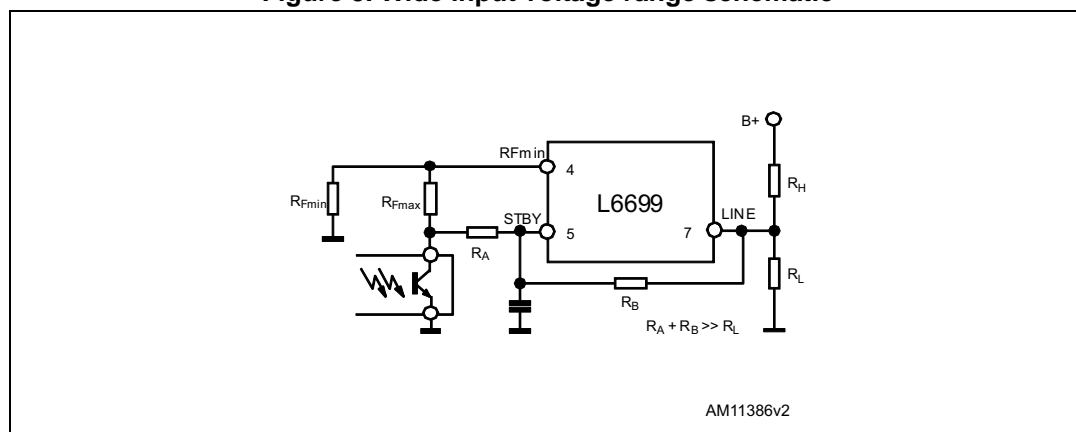 Figure 8. Wide input voltage range schematic
B+
RFmin
4
RH
RFmin
RFmax
L6699
STBY
5
LINE
7
RA
RL
RB
RA + RB >> RL
AM11386v2